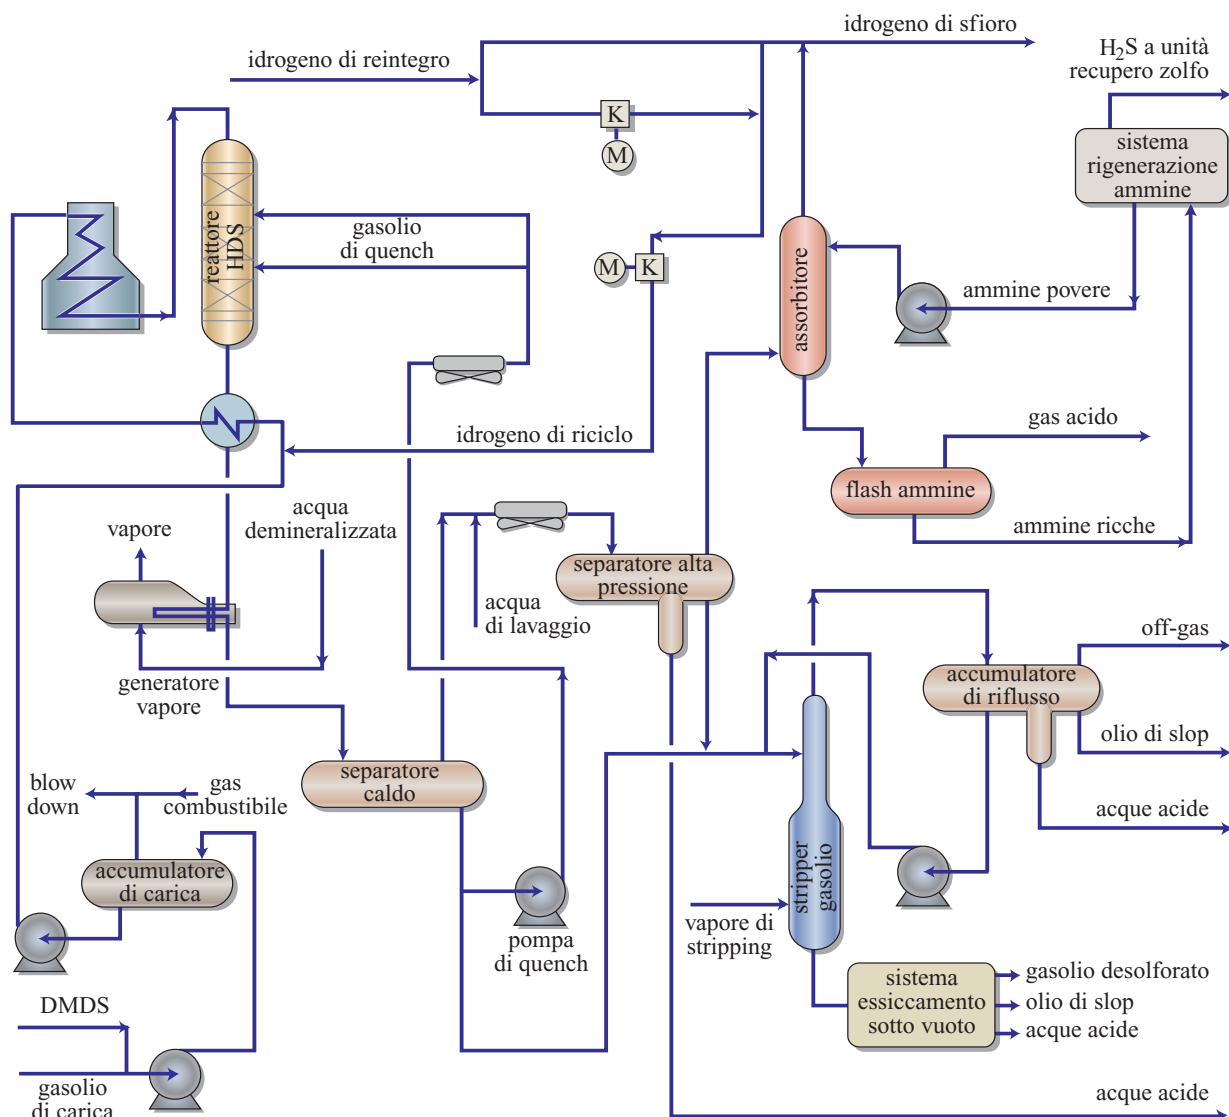 idrogeno di sfioro
H2S a unità
recupero zolfo
idrogeno di reintegro
K
M
sistema
rigenerazione
ammine
reattore
HDS
gasolio
di quench
M
K
assorbitore
ammine povere
idrogeno di riciclo
gas acido
flash ammine
ammine ricche
vapore
acqua
demineralizzata
separatore alta
pressione
acqua
di lavaggio
generatore
vapore
off-gas
accumulatore
di riflusso
olio di slop
separatore
caldo
blow
down
gas
combustibile
acque acide
accumulatore
di carica
stripper
gasolio
vapore di
stripping
pompa
di quench
sistema
essiccamento
sotto vuoto
gasolio desolforato
olio di slop
acque acide
DMDS
gasolio
di carica
acque acide